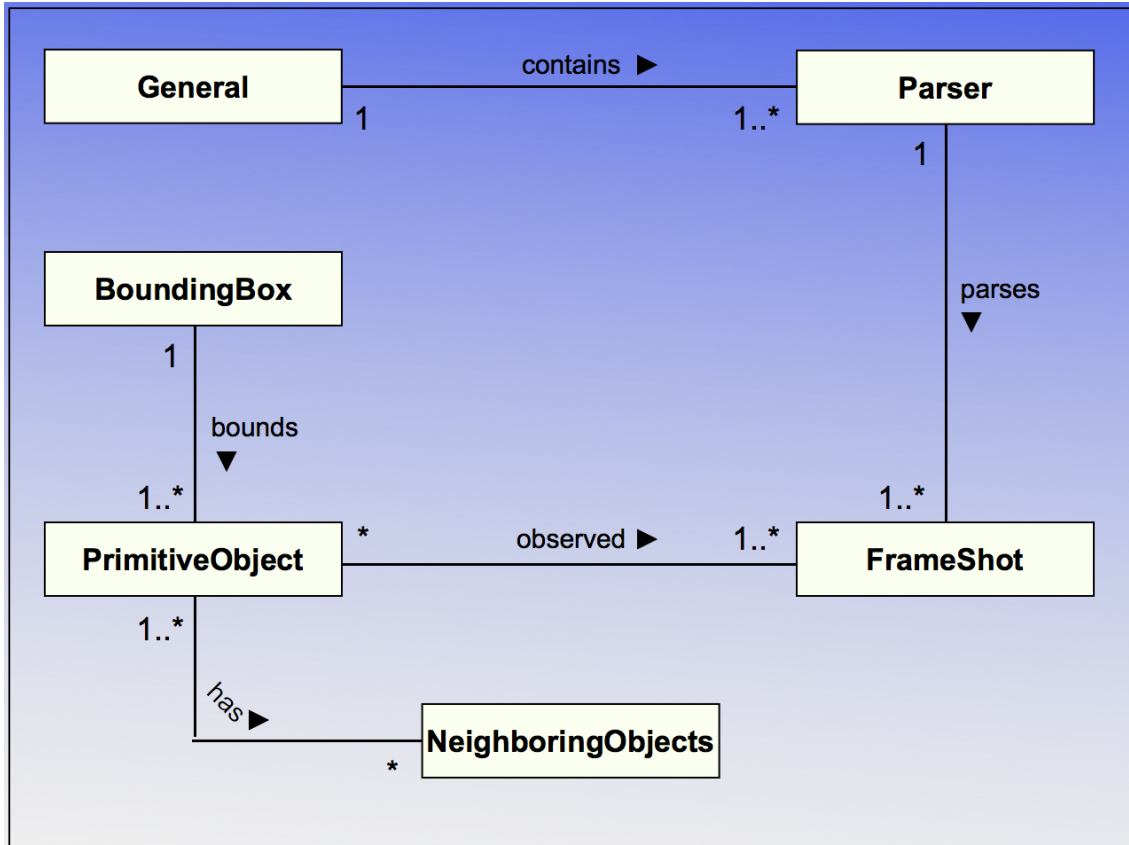 General
contains ►
Parser
1
1..*
1
BoundingBox
parses
▼
1
bounds
▼
1..*
1..*
PrimitiveObject
*
observed ►
1..*
FrameShot
1..*
has ►
NeighboringObjects
*